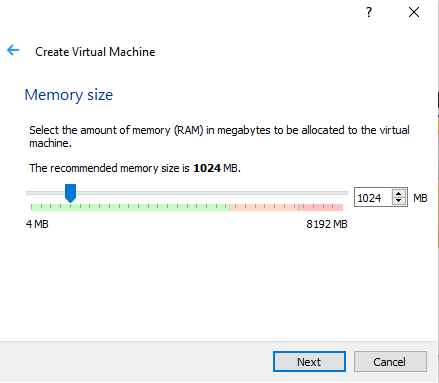 ?
Create Virtual Machine
Memory size
Select the amount of memory (RAM) in megabytes to be allocated to the virtual
machine.
The recommended memory size is 1024 MB.
1024 MB
4 MB 8192 MB
Next Cancel